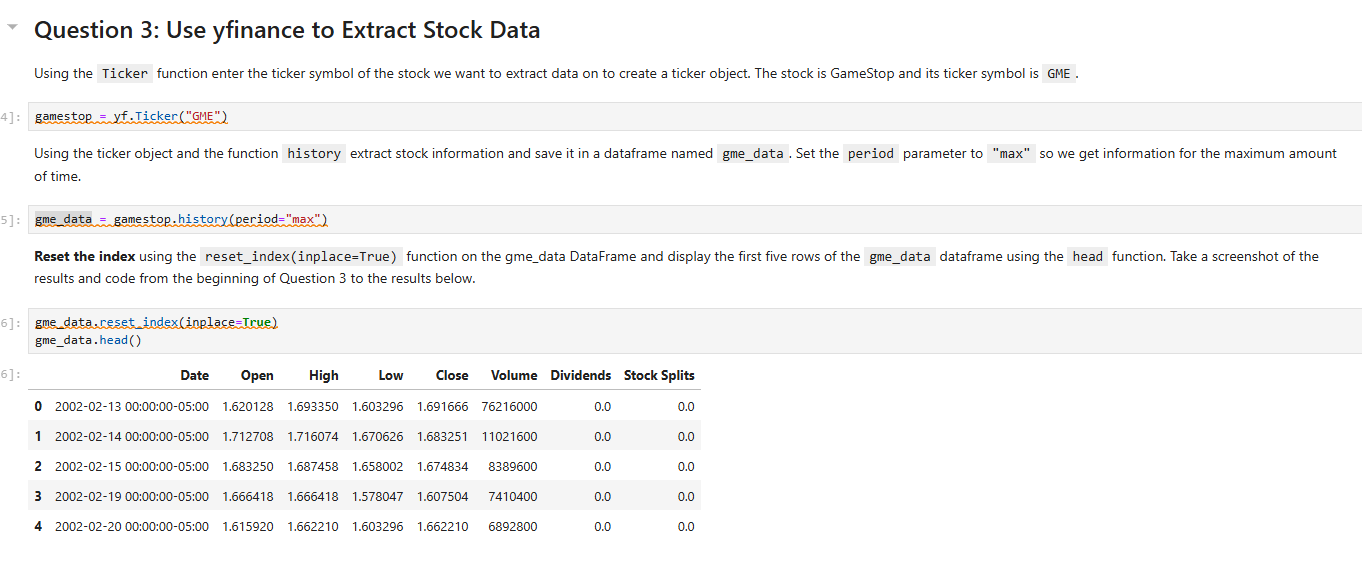 Question 3: Use yfinance to Extract Stock Data
Using the Ticker function enter the ticker symbol of the stock we want to extract data on to create a ticker object. The stock is GameStop and its ticker symbol is GME .
4]: gamestop = yf.Ticker("GME")
Using the ticker object and the function history extract stock information and save it in a dataframe named gme_data . Set the period parameter to "max" so we get information for the maximum amount
of time.
5]: gme_data = gamestop.history(period="max")
Reset the index using the reset_index(inplace=True) function on the gme_data DataFrame and display the first five rows of the gme_data dataframe using the head function. Take a screenshot of the
results and code from the beginning of Question 3 to the results below.
6]: gme_data.reset_index(inplace=True)
gme_data.head()
6]: Date Open High Low Close Volume Dividends Stock Splits
0 2002-02-13 00:00:00-05:00 1.620128 1.693350 1.603296 1.691666 76216000 0.0 0.0
1 2002-02-14 00:00:00-05:00 1.712708 1.716074 1.670626 1.683251 11021600 0.0 0.0
2 2002-02-15 00:00:00-05:00 1.683250 1.687458 1.658002 1.674834 8389600 0.0 0.0
3 2002-02-19 00:00:00-05:00 1.666418 1.666418 1.578047 1.607504 7410400 0.0 0.0
4 2002-02-20 00:00:00-05:00 1.615920 1.662210 1.603296 1.662210 6892800 0.0 0.0